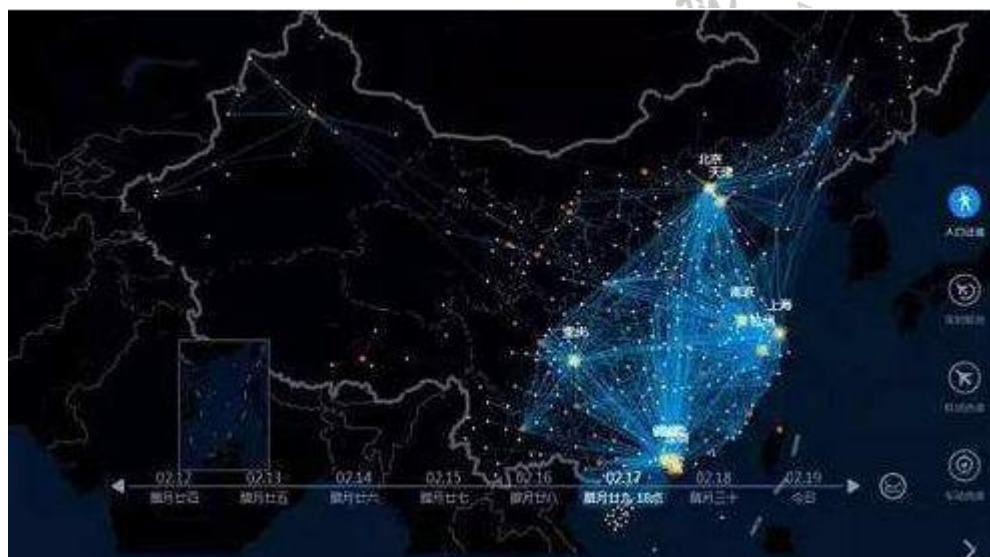 北京
天津
南京
上海
重庆
02.12
腊月廿四
02.13
腊月廿五
02.14
腊月廿六
02.15
腊月廿七
02.16
腊月廿八
02.17
腊月廿九 18点
02.18
腊月三十
02.19
今日
人口迁徙